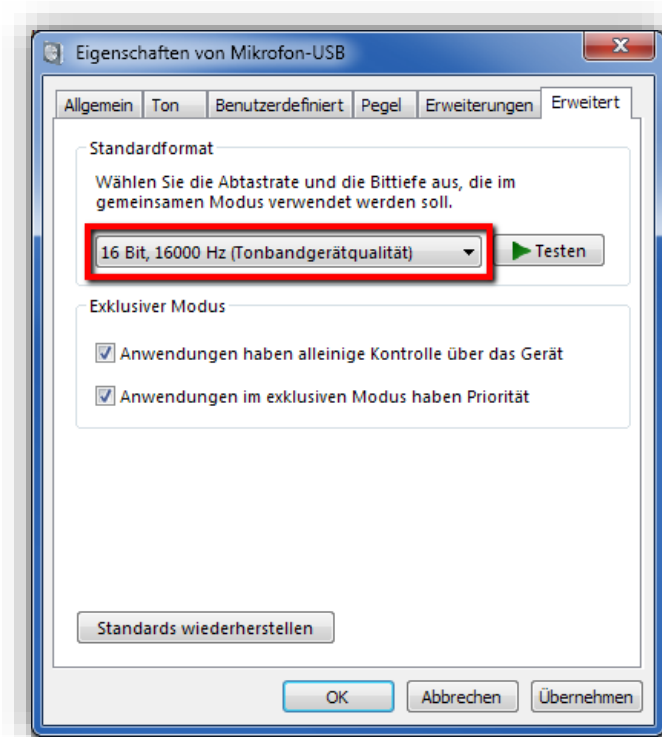 Eigenschaften von Mikrofon-USB
Allgemein Ton Benutzerdefiniert Pegel Erweiterungen Erweitert
Standardformat
Wählen Sie die Abtastrate und die Bittiefe aus, die im
gemeinsamen Modus verwendet werden soll.
16 Bit, 16000 Hz (Tonbandgerätqualität) Testen
Exklusiver Modus
Anwendungen haben alleinige Kontrolle über das Gerät
Anwendungen im exklusiven Modus haben Priorität
Standards wiederherstellen
OK Abbrechen Übernehmen